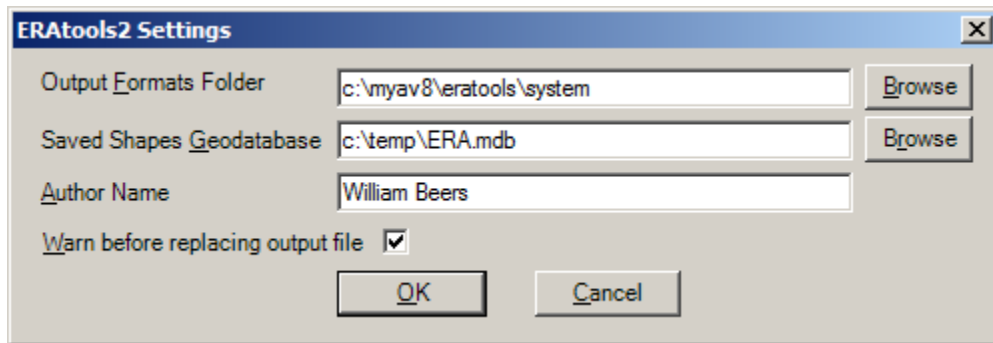 ERAtools2 Settings
Output Formats Folder c:\myav8\eratools\system Browse
Saved Shapes Geodatabase c:\temp\ERA.mdb Browse
Author Name William Beers
Warn before replacing output file
OK Cancel